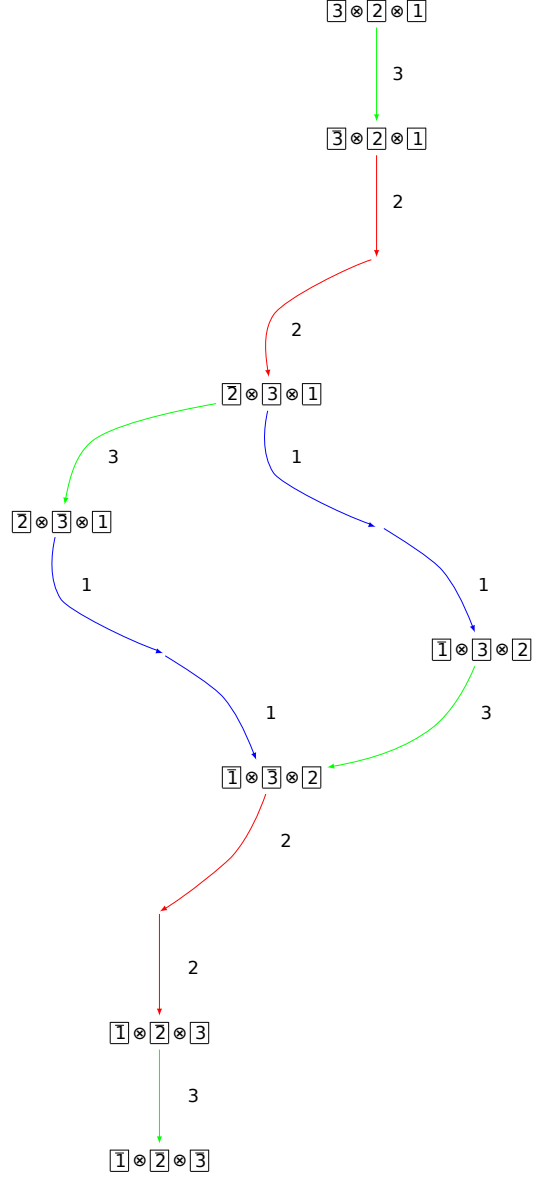 3 ⊗ 2 ⊗ 1
3
3̅ ⊗ 2 ⊗ 1
2
2
2̅ ⊗ 3 ⊗ 1
3 1
2̅ ⊗ 3̅ ⊗ 1
1 1
1̅ ⊗ 3 ⊗ 2
1 3
1̅ ⊗ 3̅ ⊗ 2
2
2
1̅ ⊗ 2̅ ⊗ 3
3
1̅ ⊗ 2̅ ⊗ 3̅